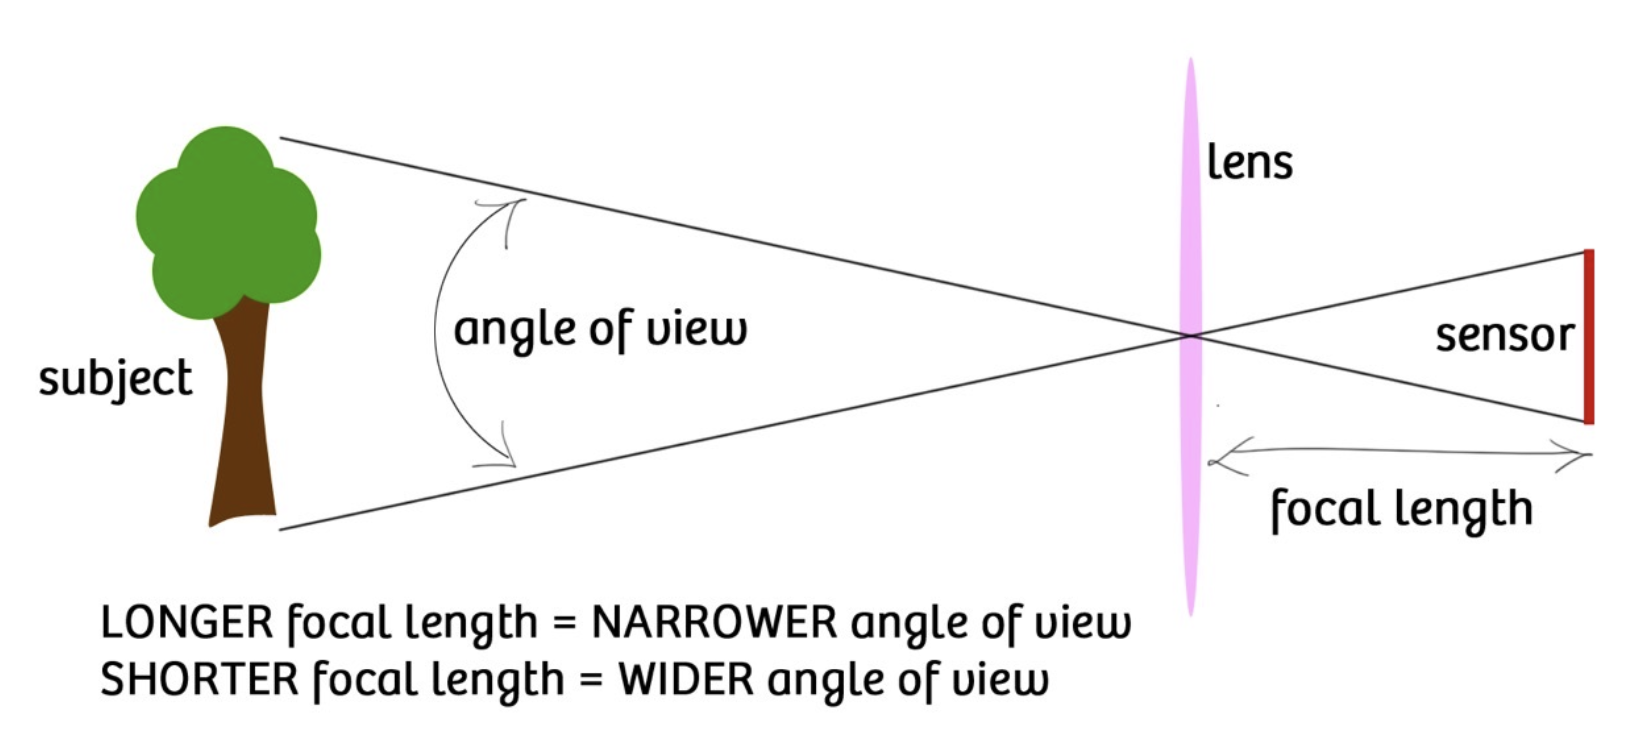 lens
angle of view
sensor
subject
focal length
LONGER focal length = NARROWER angle of view
SHORTER focal length = WIDER angle of view